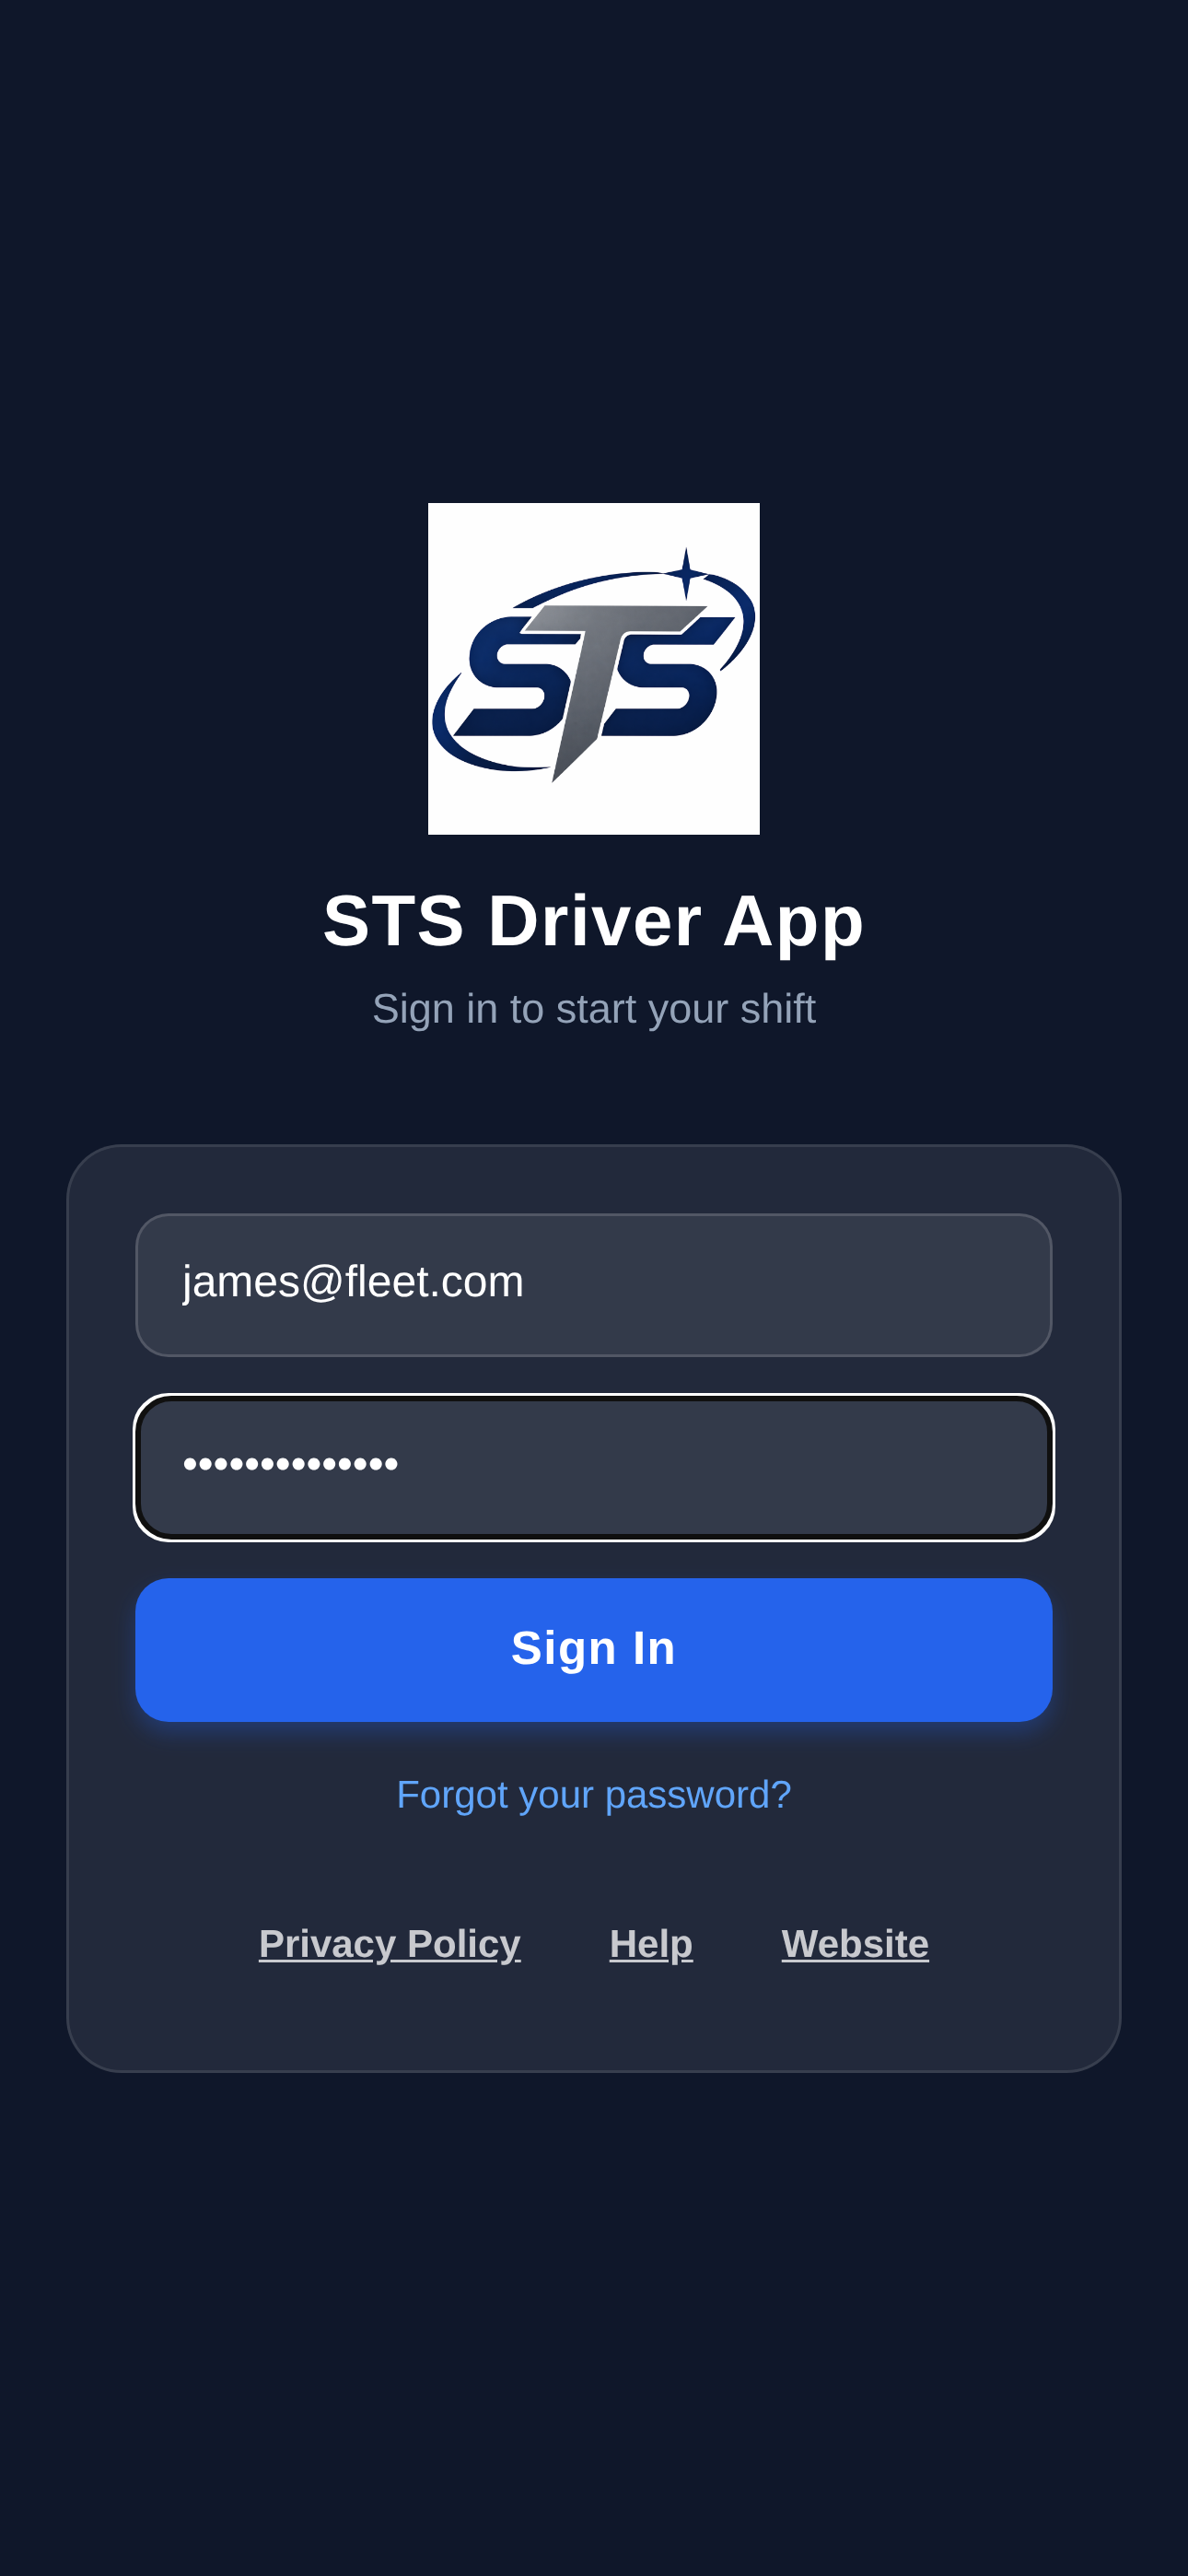 STS
STS Driver App
Sign in to start your shift
james@fleet.com
••••••••••••••
Sign In
Forgot your password?
Privacy Policy Help Website